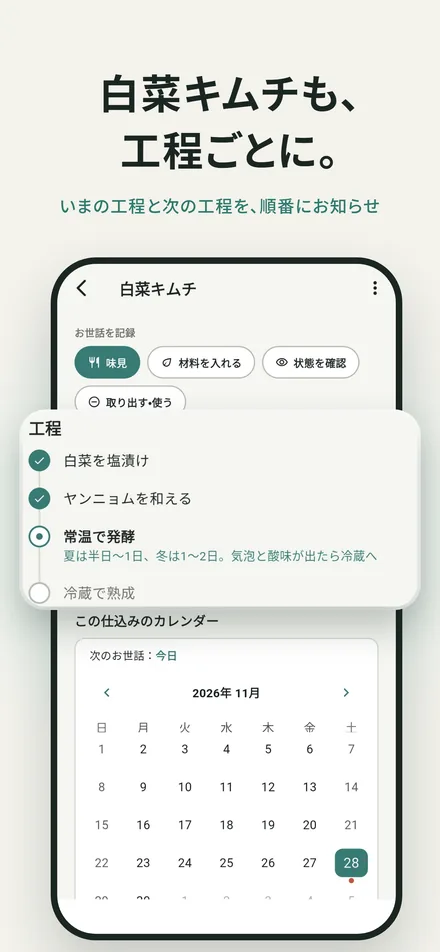 白菜キムチも、
工程ごとに。
いまの工程と次の工程を、順番にお知らせ
白菜キムチ
お世話を記録
味見
材料を入れる
状態を確認
取り出す・使う
工程
白菜を塩漬け
ヤンニョムを和える
常温で発酵
夏は半日〜1日、冬は1〜2日。気泡と酸味が出たら冷蔵へ
冷蔵で熟成
この仕込みのカレンダー
次のお世話：今日
2026年 11月
日 月 火 水 木 金 土
1 2 3 4 5 6 7
8 9 10 11 12 13 14
15 16 17 18 19 20 21
22 23 24 25 26 27 28